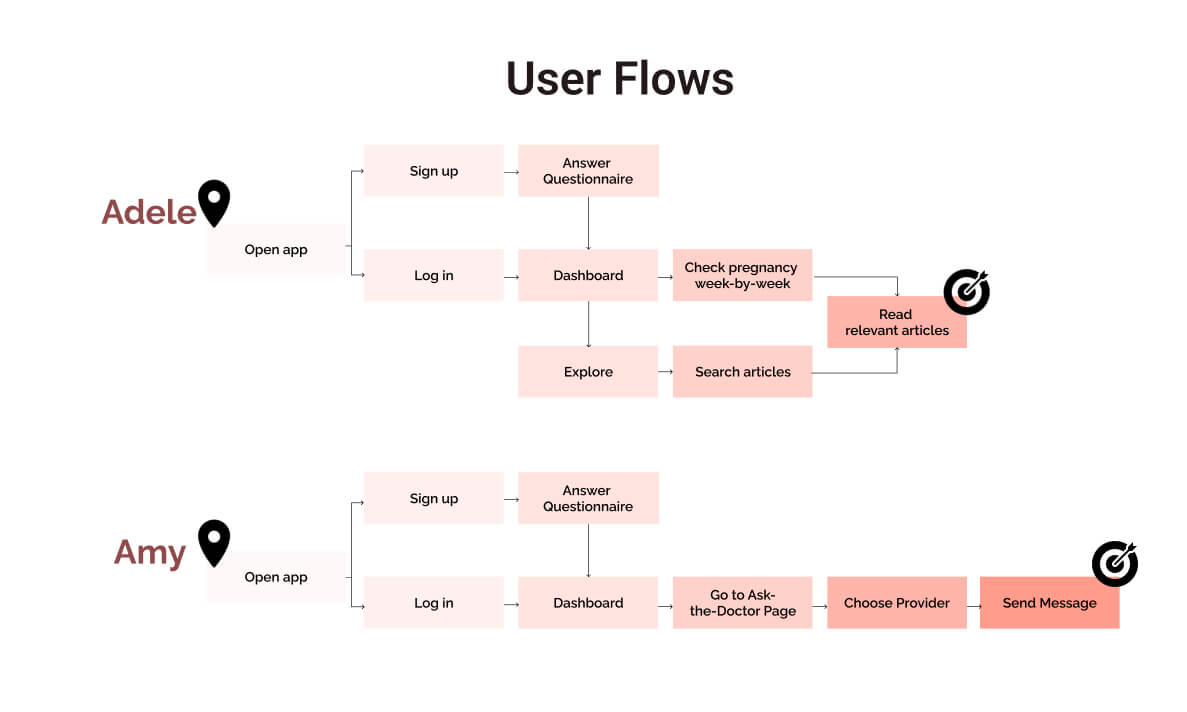 User Flows
Adele
Open app
Sign up
Answer
Questionnaire
Log in
Dashboard
Check pregnancy
week-by-week
Read
relevant articles
Explore
Search articles
Amy
Open app
Sign up
Answer
Questionnaire
Log in
Dashboard
Go to Ask-
the-Doctor Page
Choose Provider
Send Message